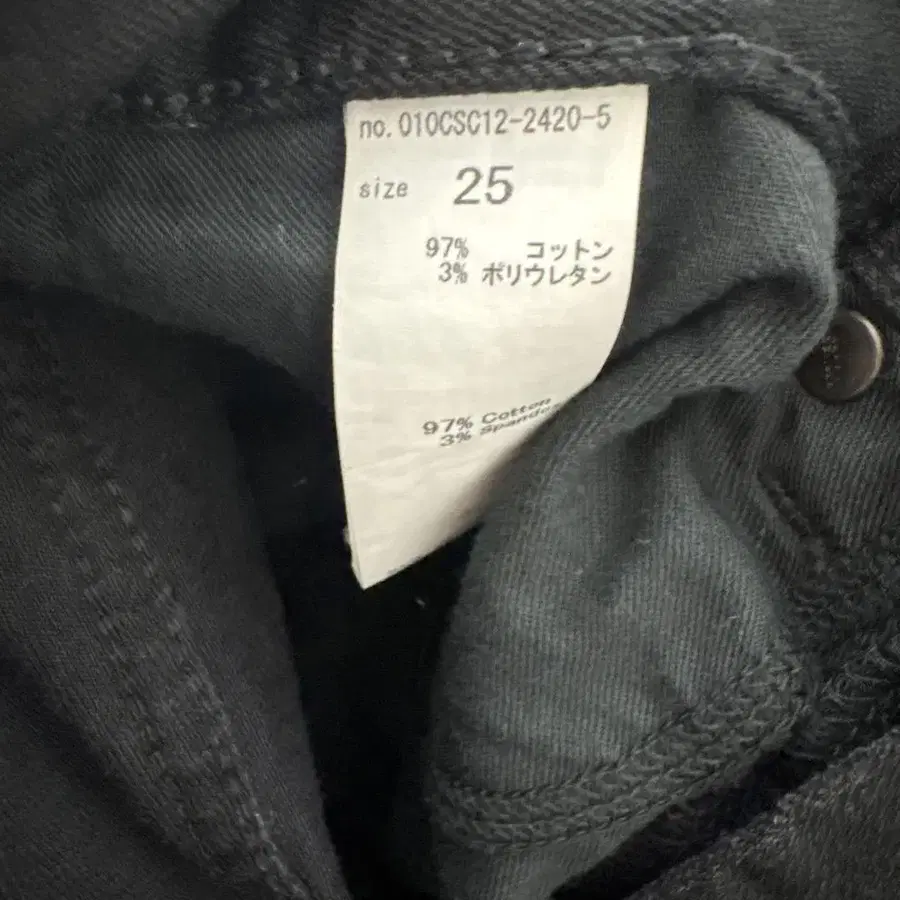 no. 010CSC12-2420-5
size 25
97% コットン
3% ポリウレタン
97% Cotton
3%